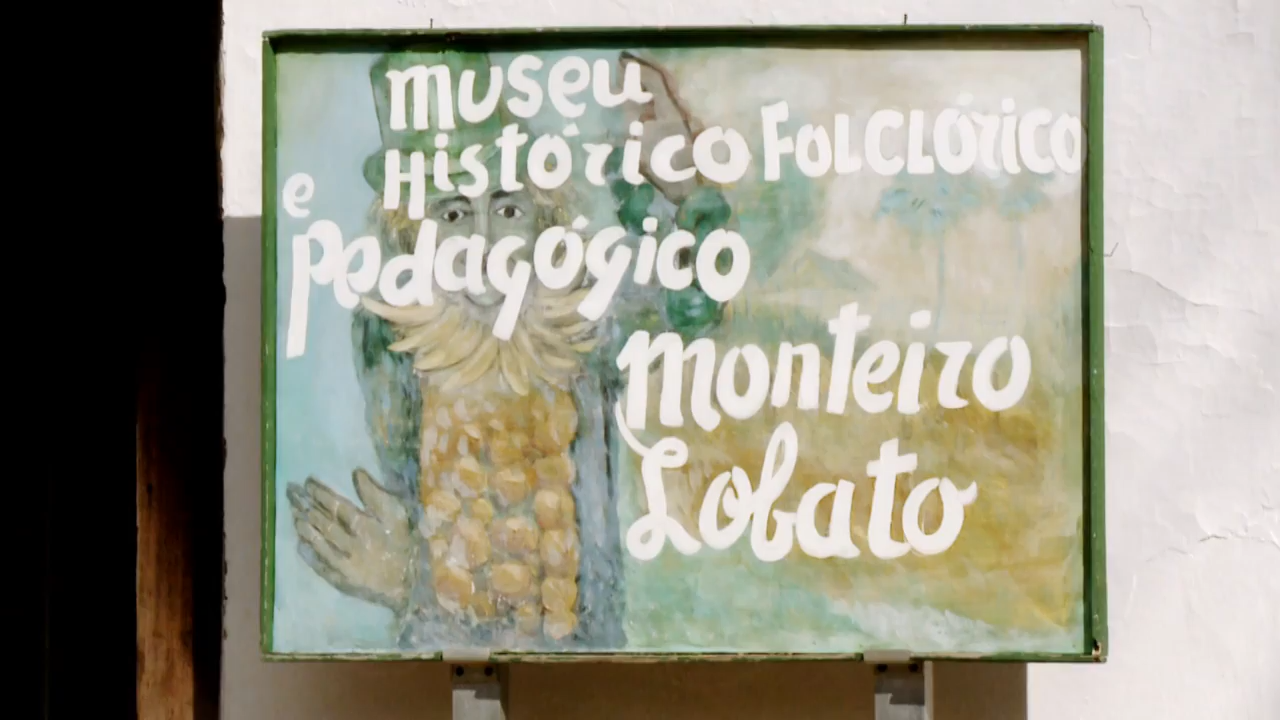 museu
Histórico FOLCLÓrico
e
Pedagógico
Monteiro
Lobato